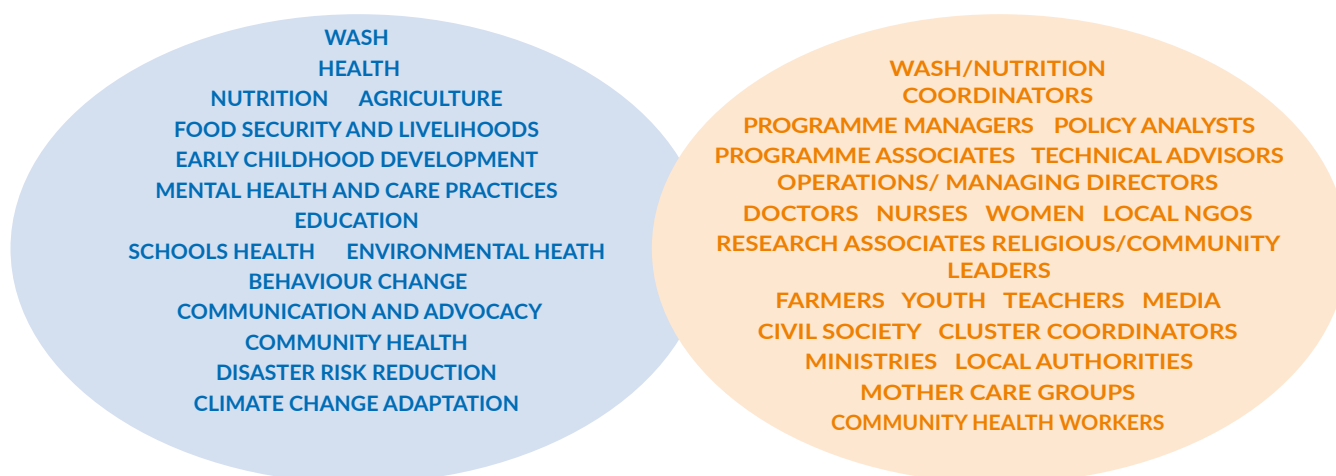 WASH
HEALTH
NUTRITION AGRICULTURE
FOOD SECURITY AND LIVELIHOODS
EARLY CHILDHOOD DEVELOPMENT
MENTAL HEALTH AND CARE PRACTICES
EDUCATION
SCHOOLS HEALTH ENVIRONMENTAL HEATH
BEHAVIOUR CHANGE
COMMUNICATION AND ADVOCACY
COMMUNITY HEALTH
DISASTER RISK REDUCTION
CLIMATE CHANGE ADAPTATION
WASH/NUTRITION
COORDINATORS
PROGRAMME MANAGERS POLICY ANALYSTS
PROGRAMME ASSOCIATES TECHNICAL ADVISORS
OPERATIONS/ MANAGING DIRECTORS
DOCTORS NURSES WOMEN LOCAL NGOS
RESEARCH ASSOCIATES RELIGIOUS/COMMUNITY
LEADERS
FARMERS YOUTH TEACHERS MEDIA
CIVIL SOCIETY CLUSTER COORDINATORS
MINISTRIES LOCAL AUTHORITIES
MOTHER CARE GROUPS
COMMUNITY HEALTH WORKERS